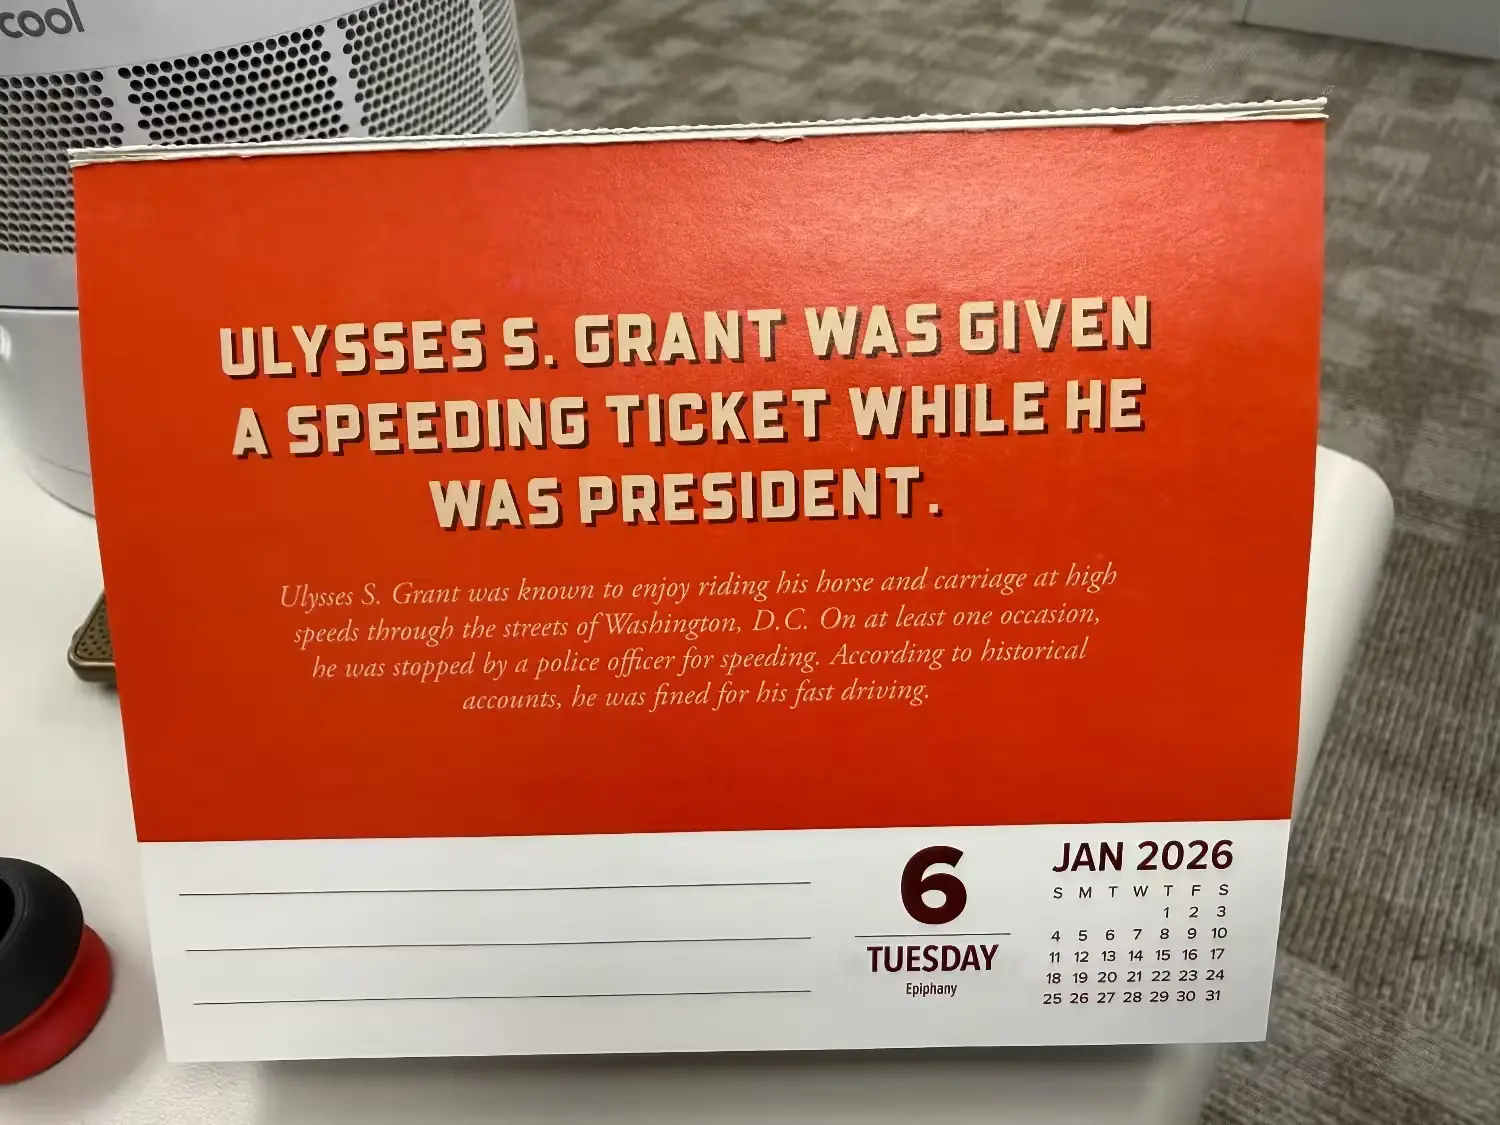 cool
ULYSSES S. GRANT WAS GIVEN
A SPEEDING TICKET WHILE HE
WAS PRESIDENT.
Ulysses S. Grant was known to enjoy riding his horse and carriage at high
speeds through the streets of Washington, D.C. On at least one occasion,
he was stopped by a police officer for speeding. According to historical
accounts, he was fined for his fast driving.
6
TUESDAY
Epiphany
JAN 2026
S M T W T F S
1 2 3
4 5 6 7 8 9 10
11 12 13 14 15 16 17
18 19 20 21 22 23 24
25 26 27 28 29 30 31